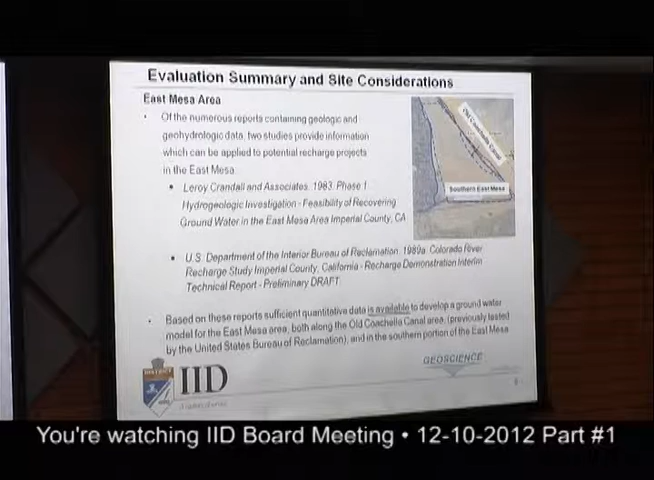 Evaluation Summary and Site Considerations
East Mesa Area
• Of the numerous reports containing geologic and
geohydrologic data, two studies provide information
which can be applied to potential recharge projects
in the East Mesa
• Leroy Crandall and Associates. 1983. Phase 1
Hydrogeologic Investigation - Feasibility of Recovering
Ground Water in the East Mesa Area Imperial County, CA
• U.S. Department of the Interior Bureau of Reclamation. 1989a. Colorado River
Recharge Study Imperial County, California - Recharge Demonstration Interim
Technical Report - Preliminary DRAFT
• Based on these reports sufficient quantitative data is available to develop a ground water
model for the East Mesa area, both along the Old Coachella Canal area, (previously tested
by the United States Bureau of Reclamation), and in the southern portion of the East Mesa
Old Coachella Canal
Southern East Mesa
GEOSCIENCE
IID
You're watching IID Board Meeting • 12-10-2012 Part #1